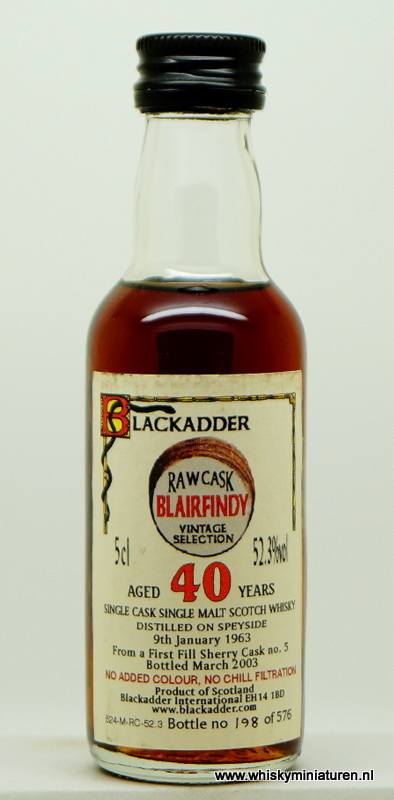 BLACKADDER
RAW CASK
BLAIRFINDY
VINTAGE
SELECTION
5cl
52.3%vol
AGED 40 YEARS
SINGLE CASK SINGLE MALT SCOTCH WHISKY
DISTILLED ON SPEYSIDE
9th January 1963
From a First Fill Sherry Cask no. 5
Bottled March 2003
NO ADDED COLOUR, NO CHILL FILTRATION
Product of Scotland
Blackadder International EH14 1BD
www.blackadder.com
S24-M-RC-52.3 Bottle no 198 of 576
www.whiskyminiaturen.nl